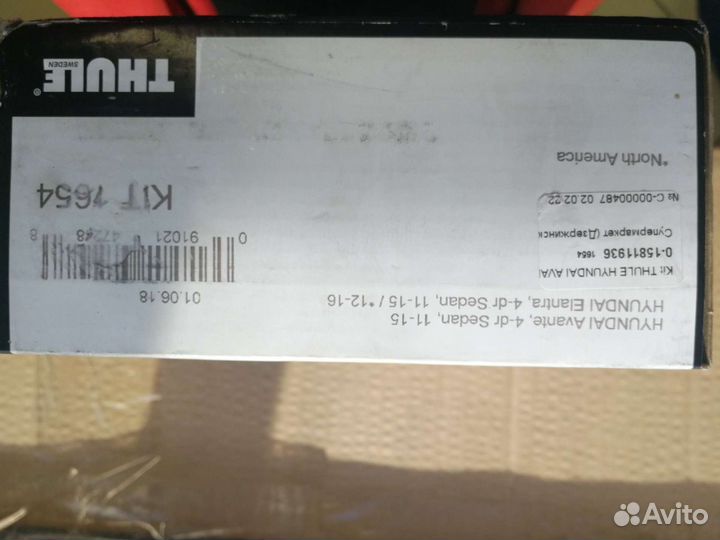 HYUNDAI Avante, 4-dr Sedan, 11-15
HYUNDAI Elantra, 4-dr Sedan, 11-15 / *12-16
01.06.18
Kit THULE HYUNDAI AVA
0-15811936 1654
Супермаркет (Дзержинск
№ С-00000487 02.02.22
0 91021 47248 8
KIT 1654
*North America
THULE®
SWEDEN
Avito